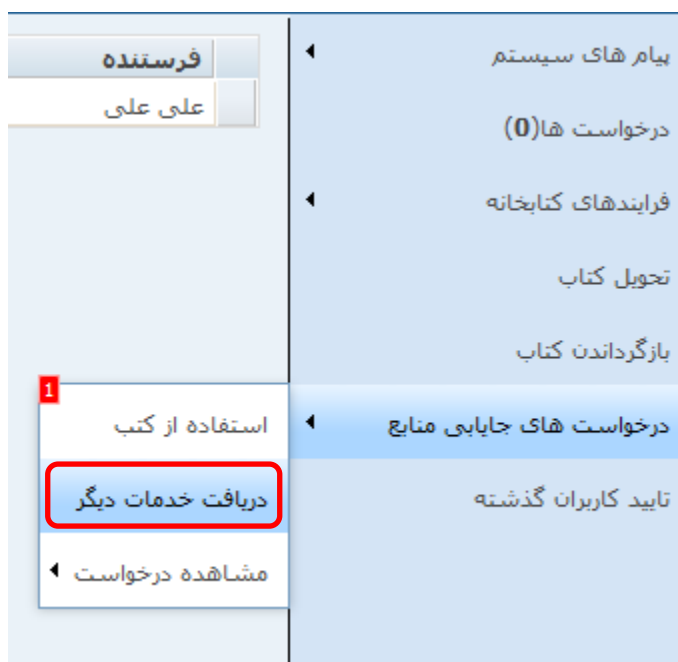 پیام های سیستم
درخواست ها(0)
فرایندهای کتابخانه
تحویل کتاب
بازگرداندن کتاب
درخواست های جایابی منابع
تایید کاربران گذشته
1
استفاده از کتب
دریافت خدمات دیگر
مشاهده درخواست
فرستنده
علی علی